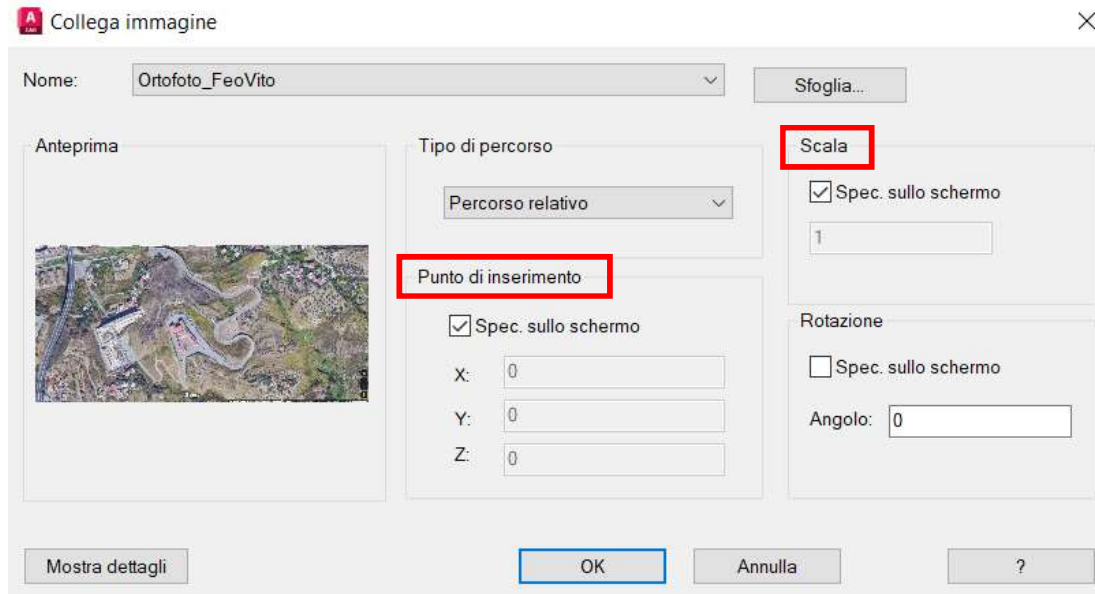 Collega immagine
Nome: Ortofoto_FeoVito Sfoglia...
Anteprima
Tipo di percorso
Percorso relativo
Punto di inserimento
Spec. sullo schermo
X: 0
Y: 0
Z: 0
Scala
Spec. sullo schermo
1
Rotazione
Spec. sullo schermo
Angolo: 0
Mostra dettagli OK Annulla ?